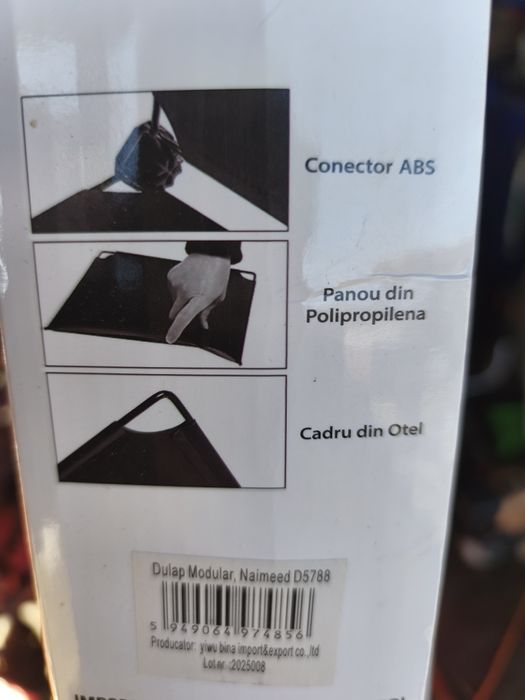 Conector ABS
Panou din
Polipropilena
Cadru din Otel
Dulap Modular, Naimeed D5788
5 949064 974856
Producator: yiwu bina import&export co.,ltd
Lot nr :2025008